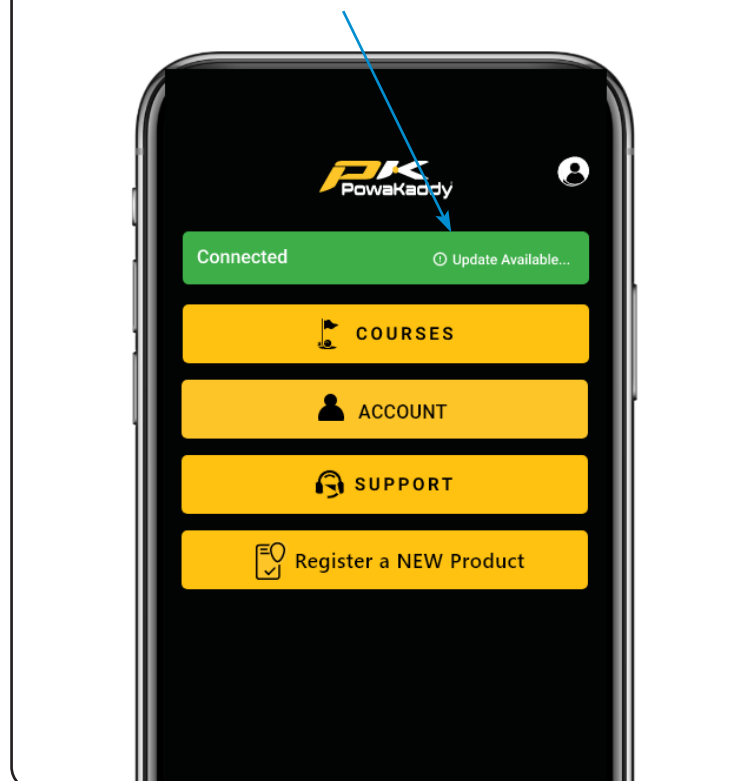 PK
PowaKaddy
Connected
Update Available...
COURSES
ACCOUNT
SUPPORT
Register a NEW Product